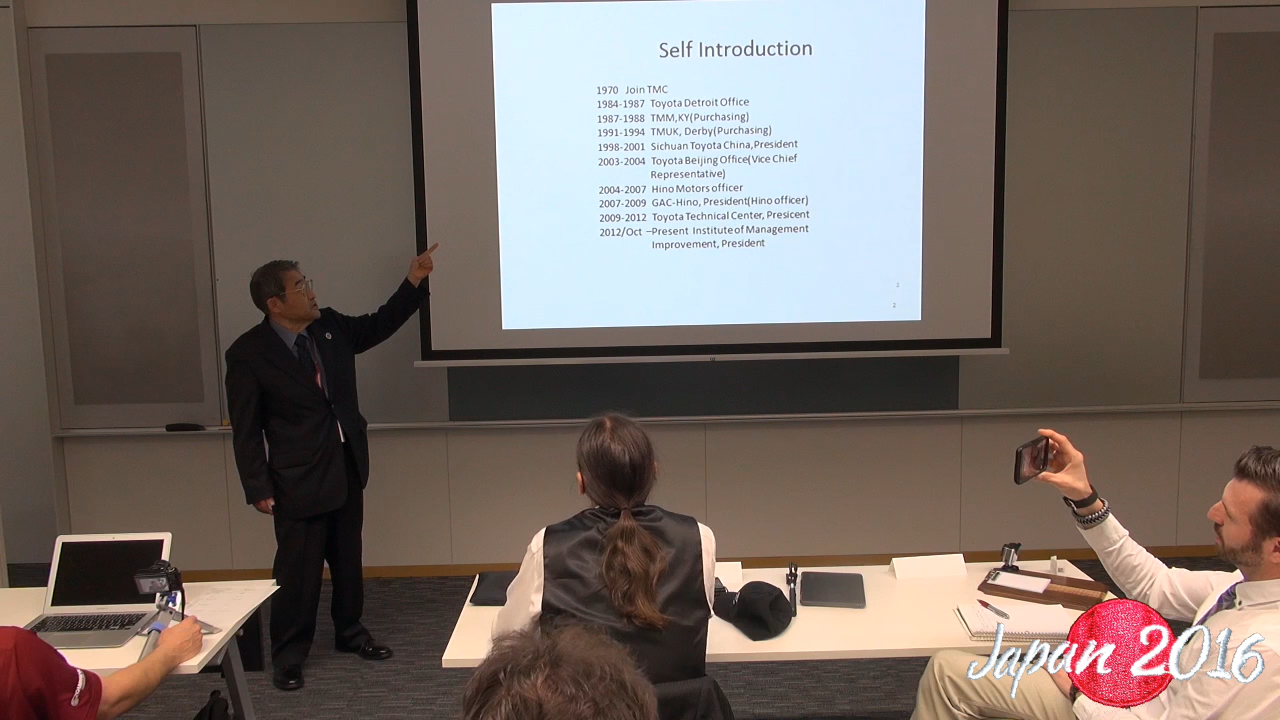 Self Introduction
1970 Join TMC
1984-1987 Toyota Detroit Office
1987-1988 TMM,KY(Purchasing)
1991-1994 TMUK, Derby(Purchasing)
1998-2001 Sichuan Toyota China,President
2003-2004 Toyota Beijing Office(Vice Chief
Representative)
2004-2007 Hino Motors officer
2007-2009 GAC-Hino, President(Hino officer)
2009-2012 Toyota Technical Center, Presicent
2012/Oct –Present Institute of Management
Improvement, President
2
2
Japan 2016